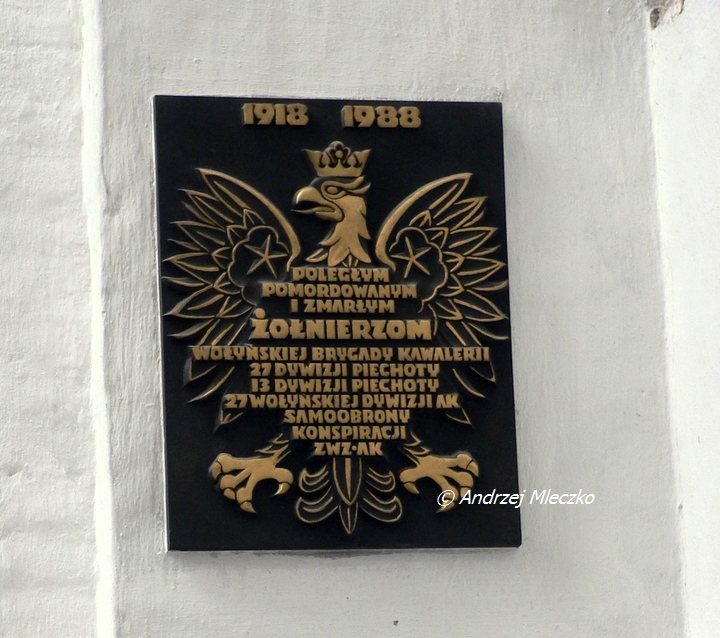 1918 1988
POLEGŁYM
POMORDOWANYM
I ZMARŁYM
ŻOŁNIERZOM
WOŁYŃSKIEJ BRYGADY KAWALERII
27 DYWIZJI PIECHOTY
13 DYWIZJI PIECHOTY
27 WOŁYŃSKIEJ DYWIZJI AK
SAMOOBRONY
KONSPIRACJI
ZWZ·AK
© Andrzej Mleczko